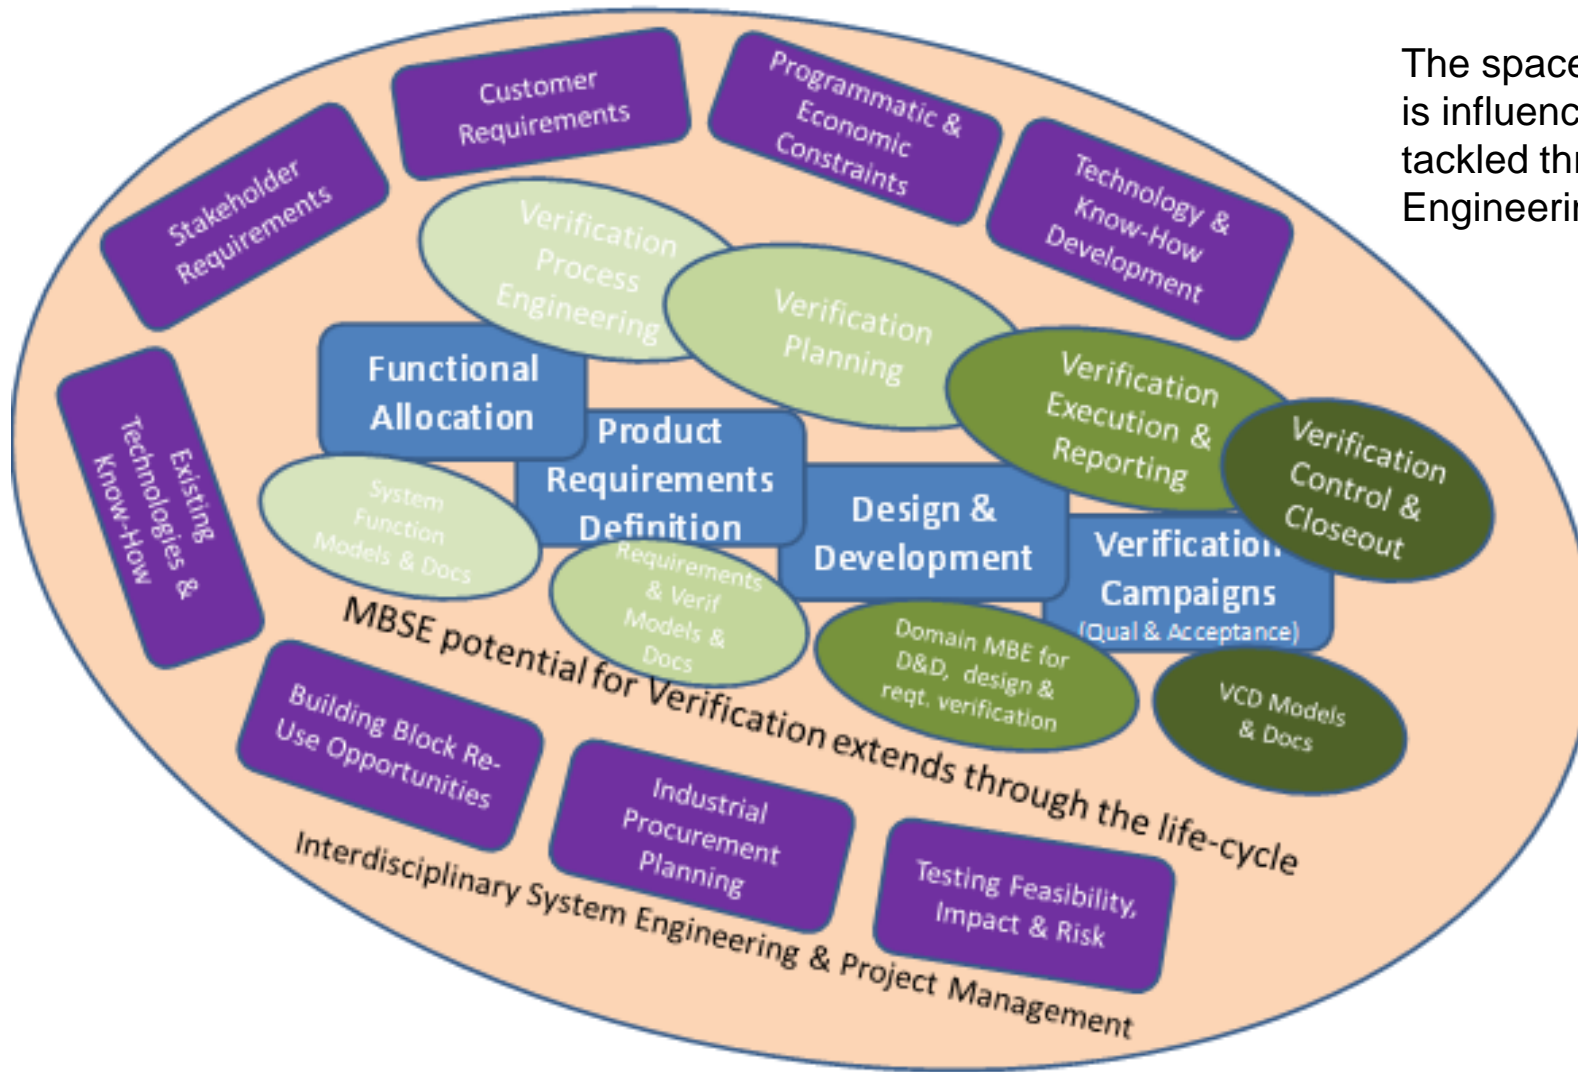 Customer
Requirements
Programmatic &
Economic
Constraints
Technology &
Know-How
Development
Stakeholder
Requirements
Existing
Technologies &
Know-How
Verification
Process
Engineering
Verification
Planning
Verification
Execution &
Reporting
Verification
Control &
Closeout
Functional
Allocation
Product
Requirements
Definition
Design &
Development
Verification
Campaigns
(Qual & Acceptance)
System
Function
Models & Docs
Requirements
& Verif
Models &
Docs
Domain MBE for
D&D, design &
reqt. verification
VCD Models
& Docs
MBSE potential for Verification extends through the life-cycle
Building Block Re-
Use Opportunities
Industrial
Procurement
Planning
Testing Feasibility,
Impact & Risk
Interdisciplinary System Engineering & Project Management
The space
is influenc
tackled thr
Engineerin